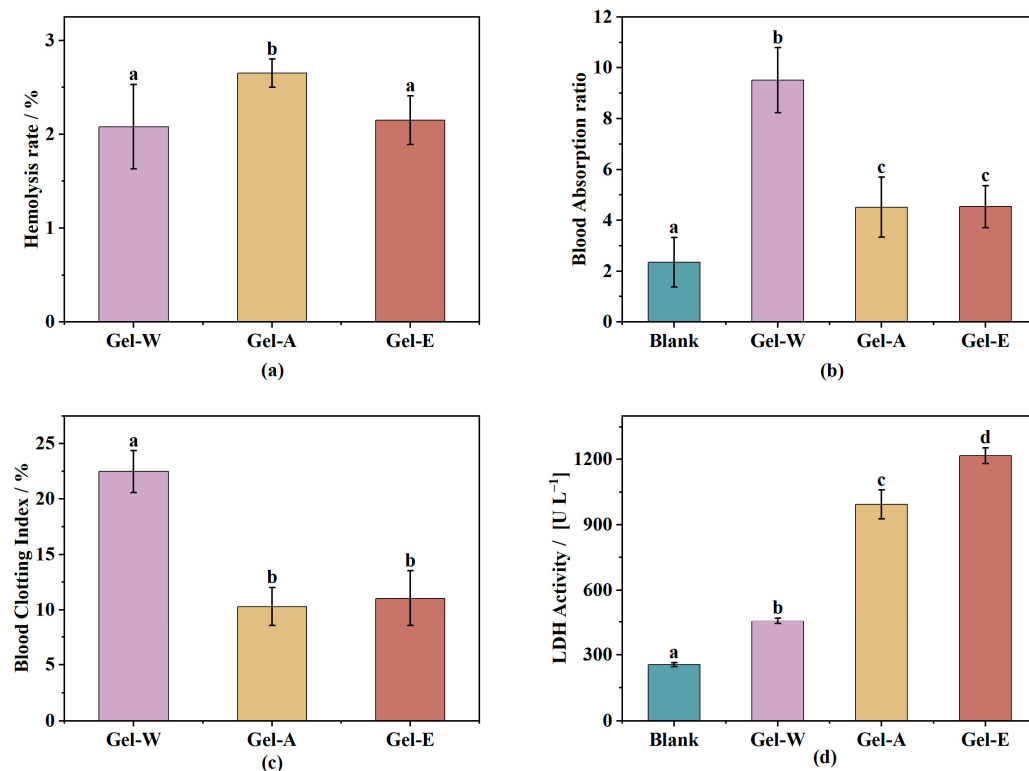 Hemolysis rate / %
3
2
1
0
a
b
a
Gel-W
Gel-A
Gel-E
(a)
Blood Absorption ratio
12
10
8
6
4
2
0
a
b
c
c
Blank
Gel-W
Gel-A
Gel-E
(b)
Blood Clotting Index / %
25
20
15
10
5
0
a
b
b
Gel-W
Gel-A
Gel-E
(c)
LDH Activity / [U L⁻¹]
1200
900
600
300
0
a
b
c
d
Blank
Gel-W
Gel-A
Gel-E
(d)